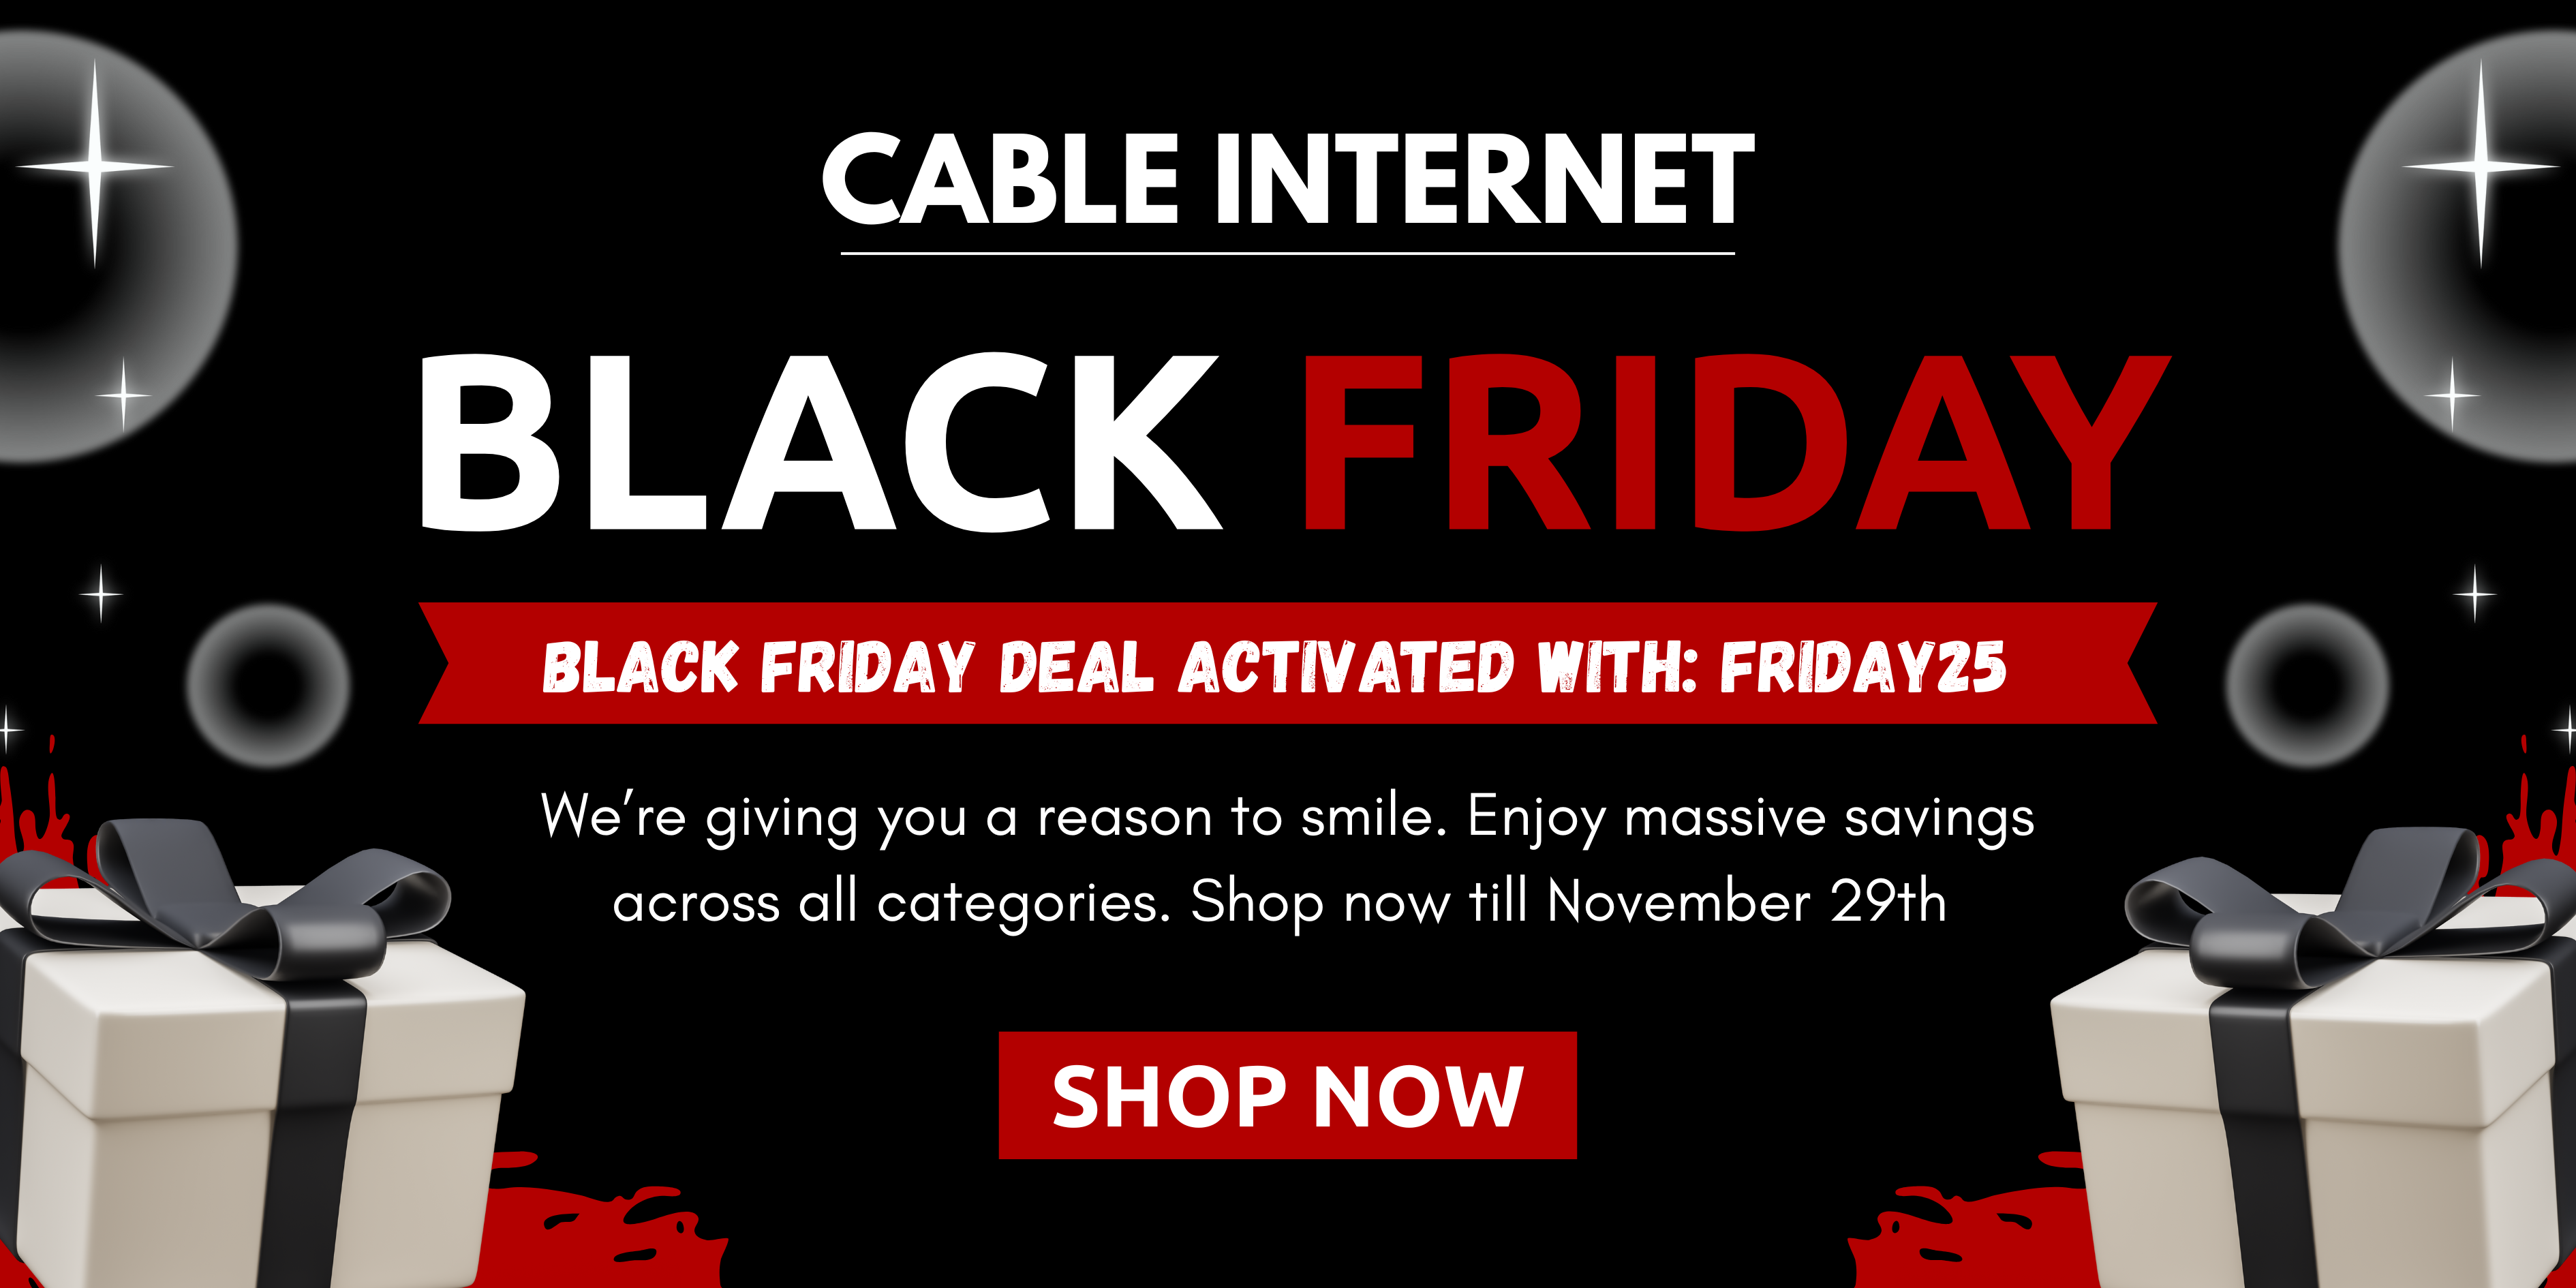 CABLE INTERNET
BLACK FRIDAY
BLACK FRIDAY DEAL ACTIVATED WITH: FRIDAY25
We’re giving you a reason to smile. Enjoy massive savings
across all categories. Shop now till November 29th
SHOP NOW